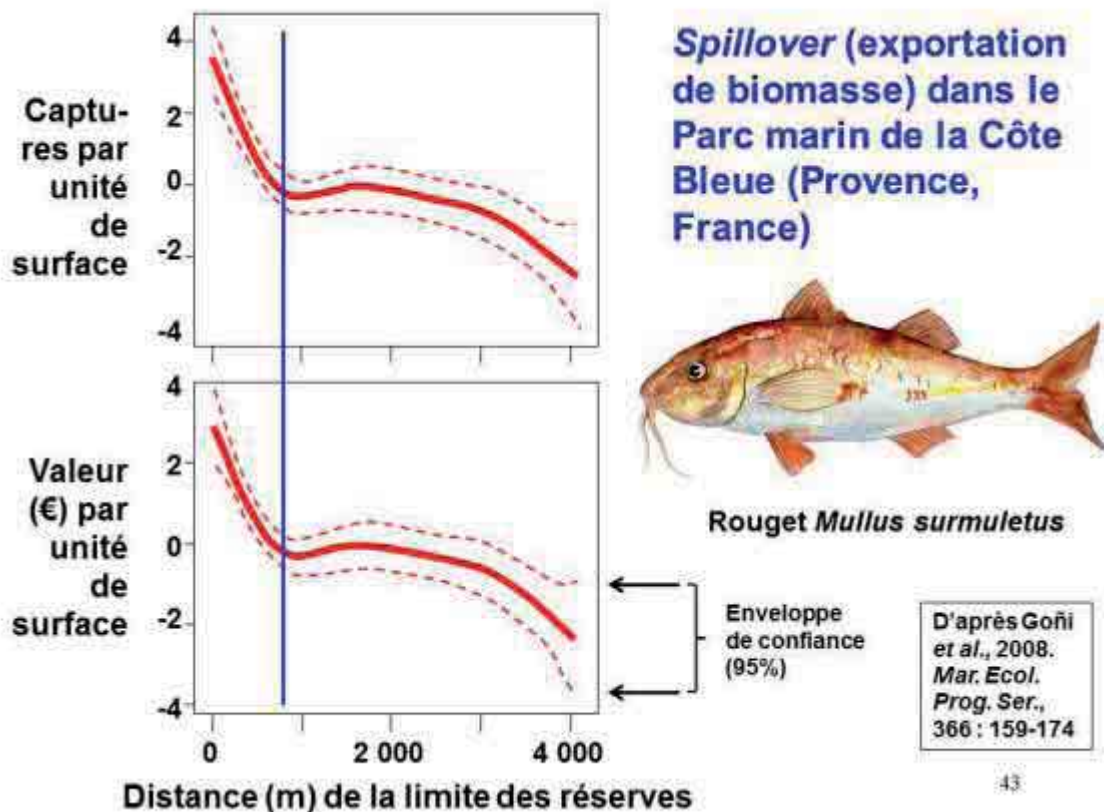 4
2
0
-2
-4
Captu-
res par
unité
de
surface
Spillover (exportation
de biomasse) dans le
Parc marin de la Côte
Bleue (Provence,
France)
4
2
0
-2
-4
Valeur
(€) par
unité
de
surface
Rouget Mullus surmuletus
Enveloppe
de confiance
(95%)
D'après Goñi
et al., 2008.
Mar. Ecol.
Prog. Ser.,
366 : 159-174
0 2 000 4 000
Distance (m) de la limite des réserves
43